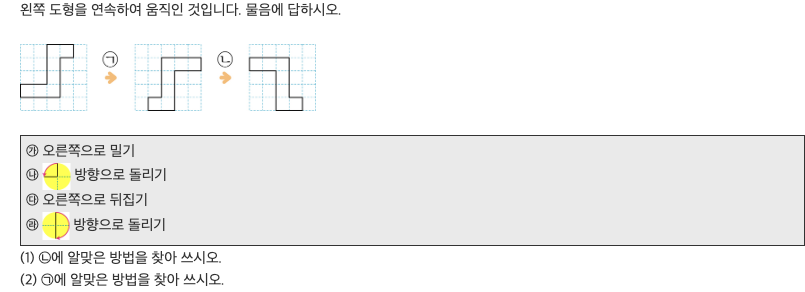 왼쪽 도형을 연속하여 움직인 것입니다. 물음에 답하시오.
㉠ ㉡
㉮ 오른쪽으로 밀기
㉯ 방향으로 돌리기
㉰ 오른쪽으로 뒤집기
㉱ 방향으로 돌리기
(1) ㉡에 알맞은 방법을 찾아 쓰시오.
(2) ㉠에 알맞은 방법을 찾아 쓰시오.